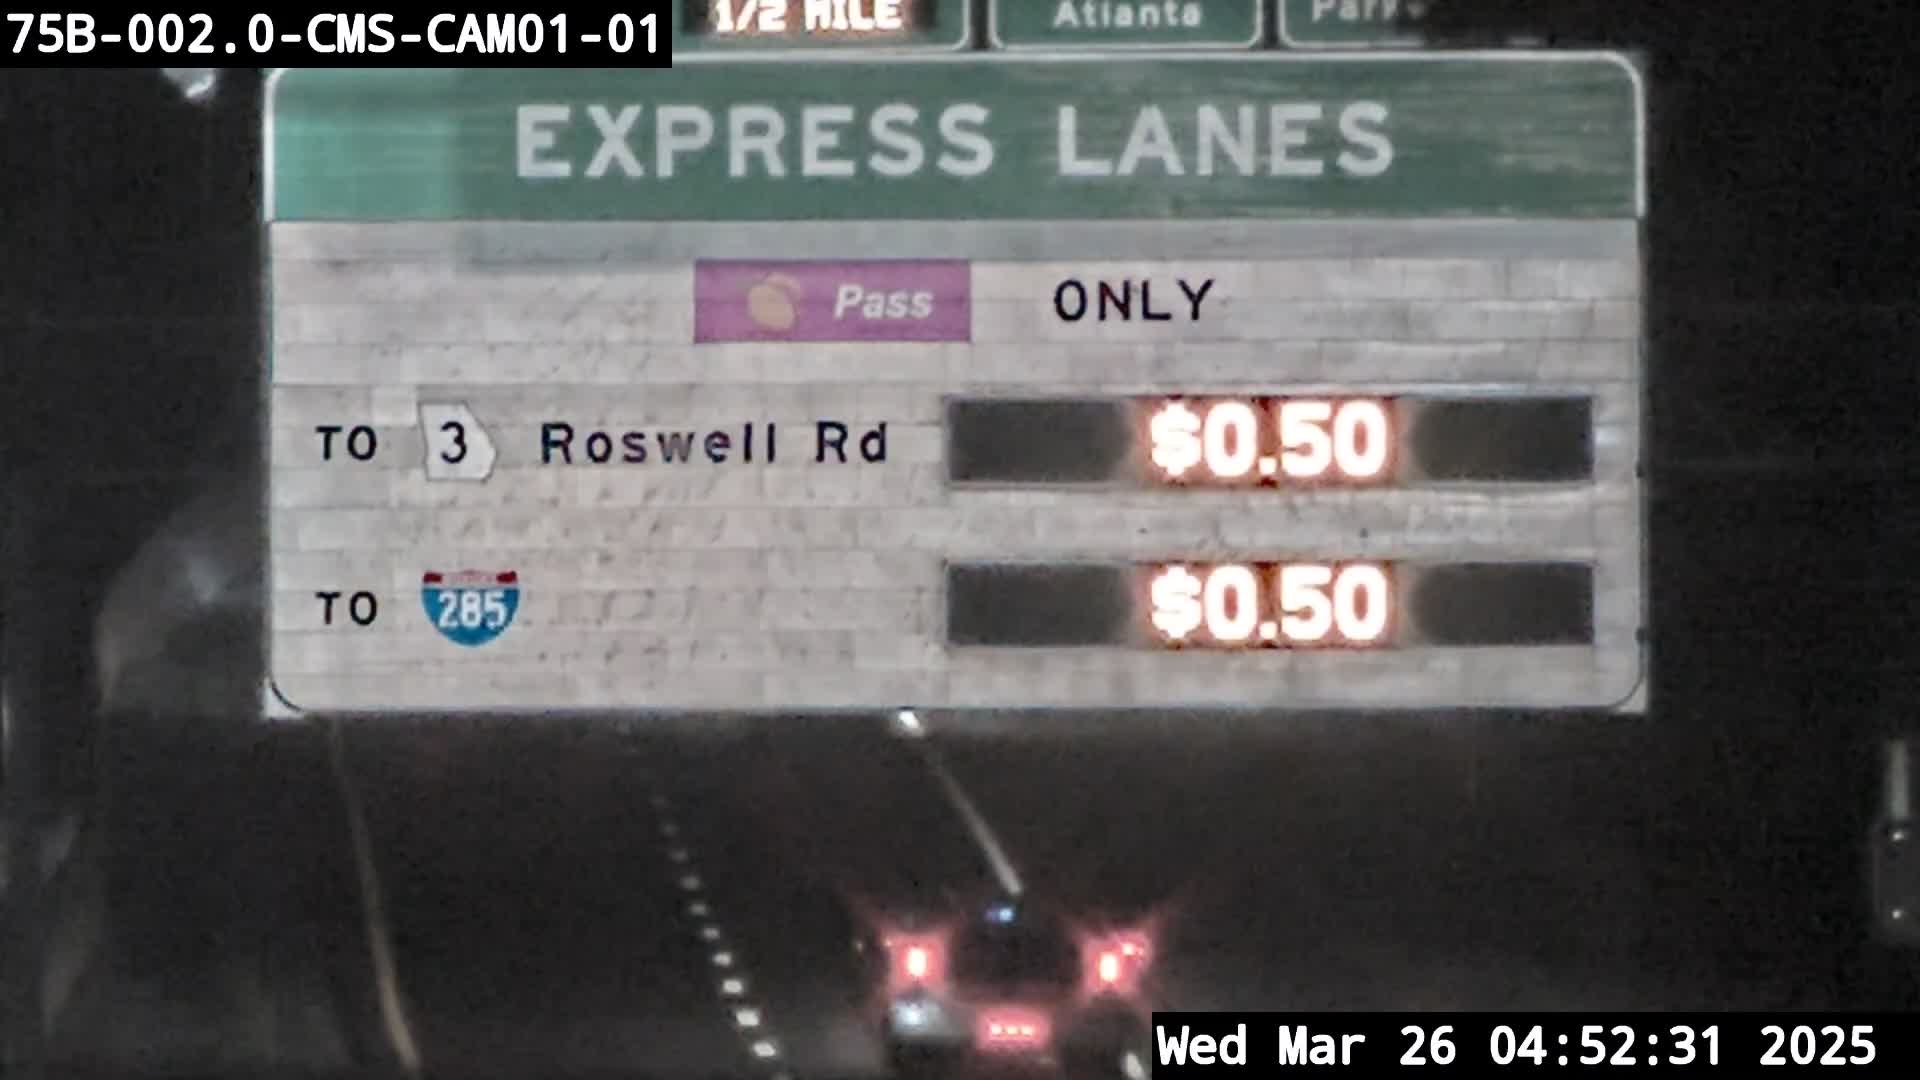 75B-002.0-CMS-CAM01-01
1/2 MILE
Atlanta
EXPRESS LANES
Pass ONLY
TO 3 Roswell Rd $0.50
TO 285 $0.50
Wed Mar 26 04:52:31 2025